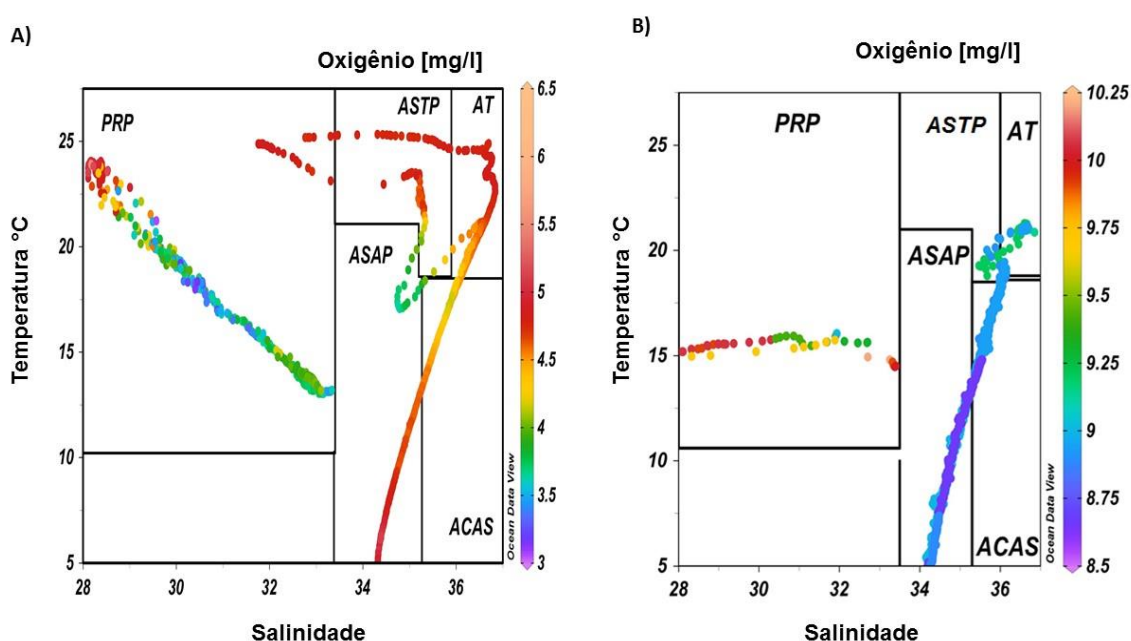 A)
Oxigênio [mg/l]
PRP
ASTP
AT
ASAP
ACAS
25
20
15
10
5
28
30
32
34
36
Temperatura °C
Salinidade
6.5
6
5.5
5
4.5
4
3.5
3
Ocean Data View
B)
Oxigênio [mg/l]
PRP
ASTP
AT
ASAP
ACAS
25
20
15
10
5
28
30
32
34
36
Temperatura °C
Salinidade
10.25
10
9.75
9.5
9.25
9
8.75
8.5
Ocean Data View